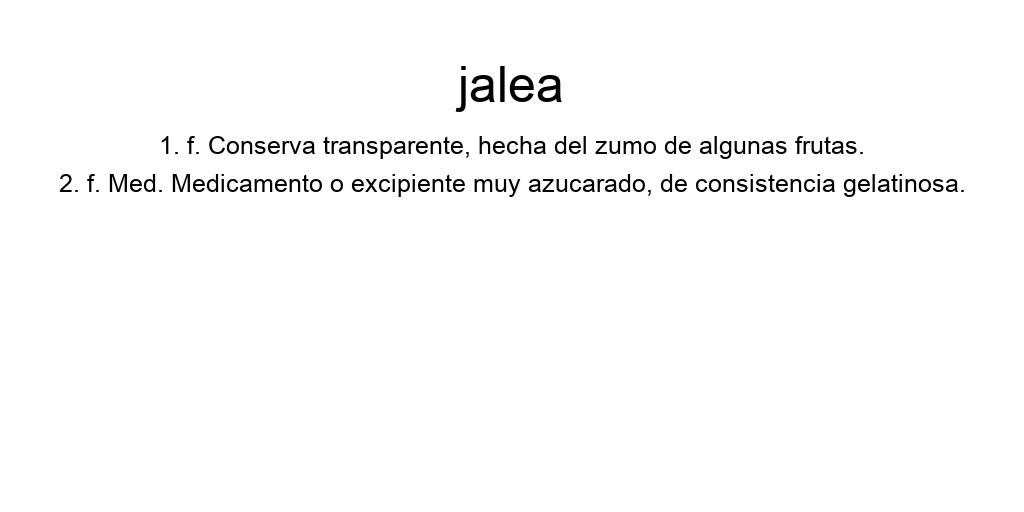 jalea
1. f. Conserva transparente, hecha del zumo de algunas frutas.
2. f. Med. Medicamento o excipiente muy azucarado, de consistencia gelatinosa.